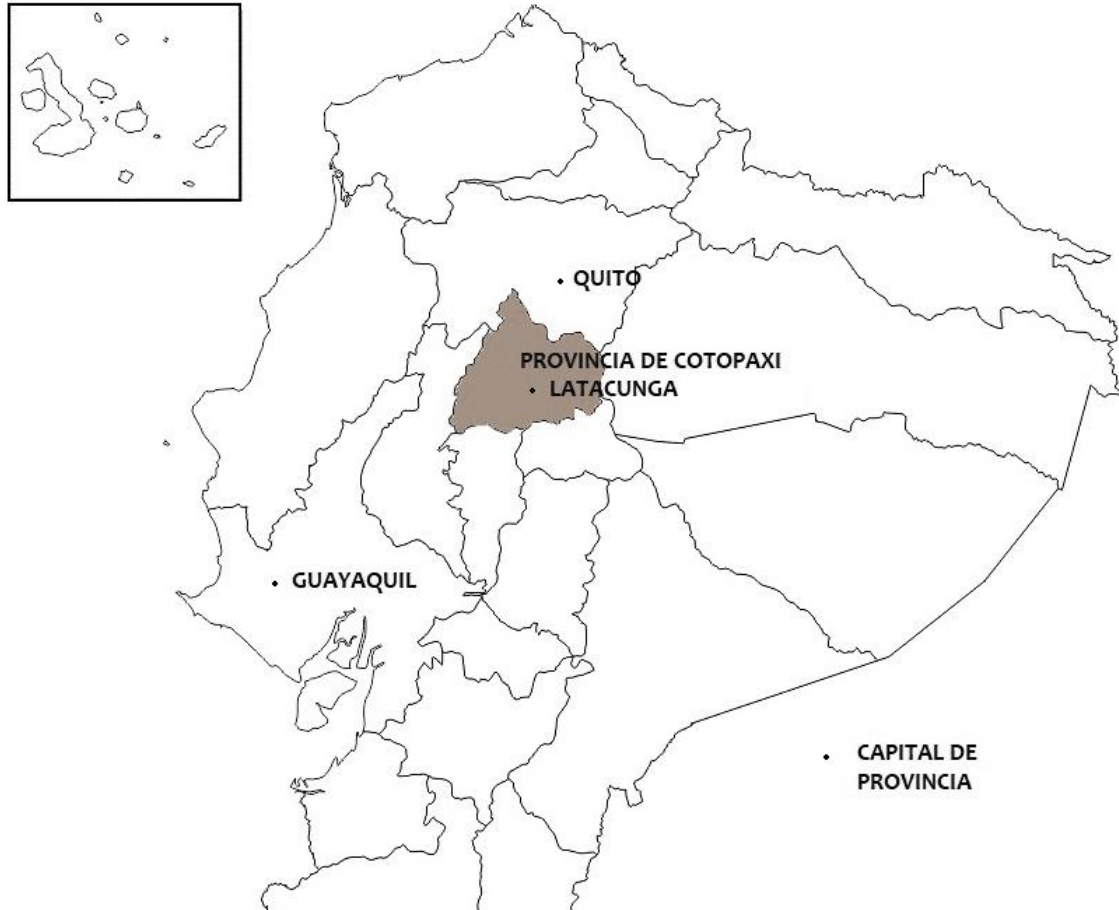 QUITO
PROVINCIA DE COTOPAXI
LATACUNGA
GUAYAQUIL
CAPITAL DE
PROVINCIA